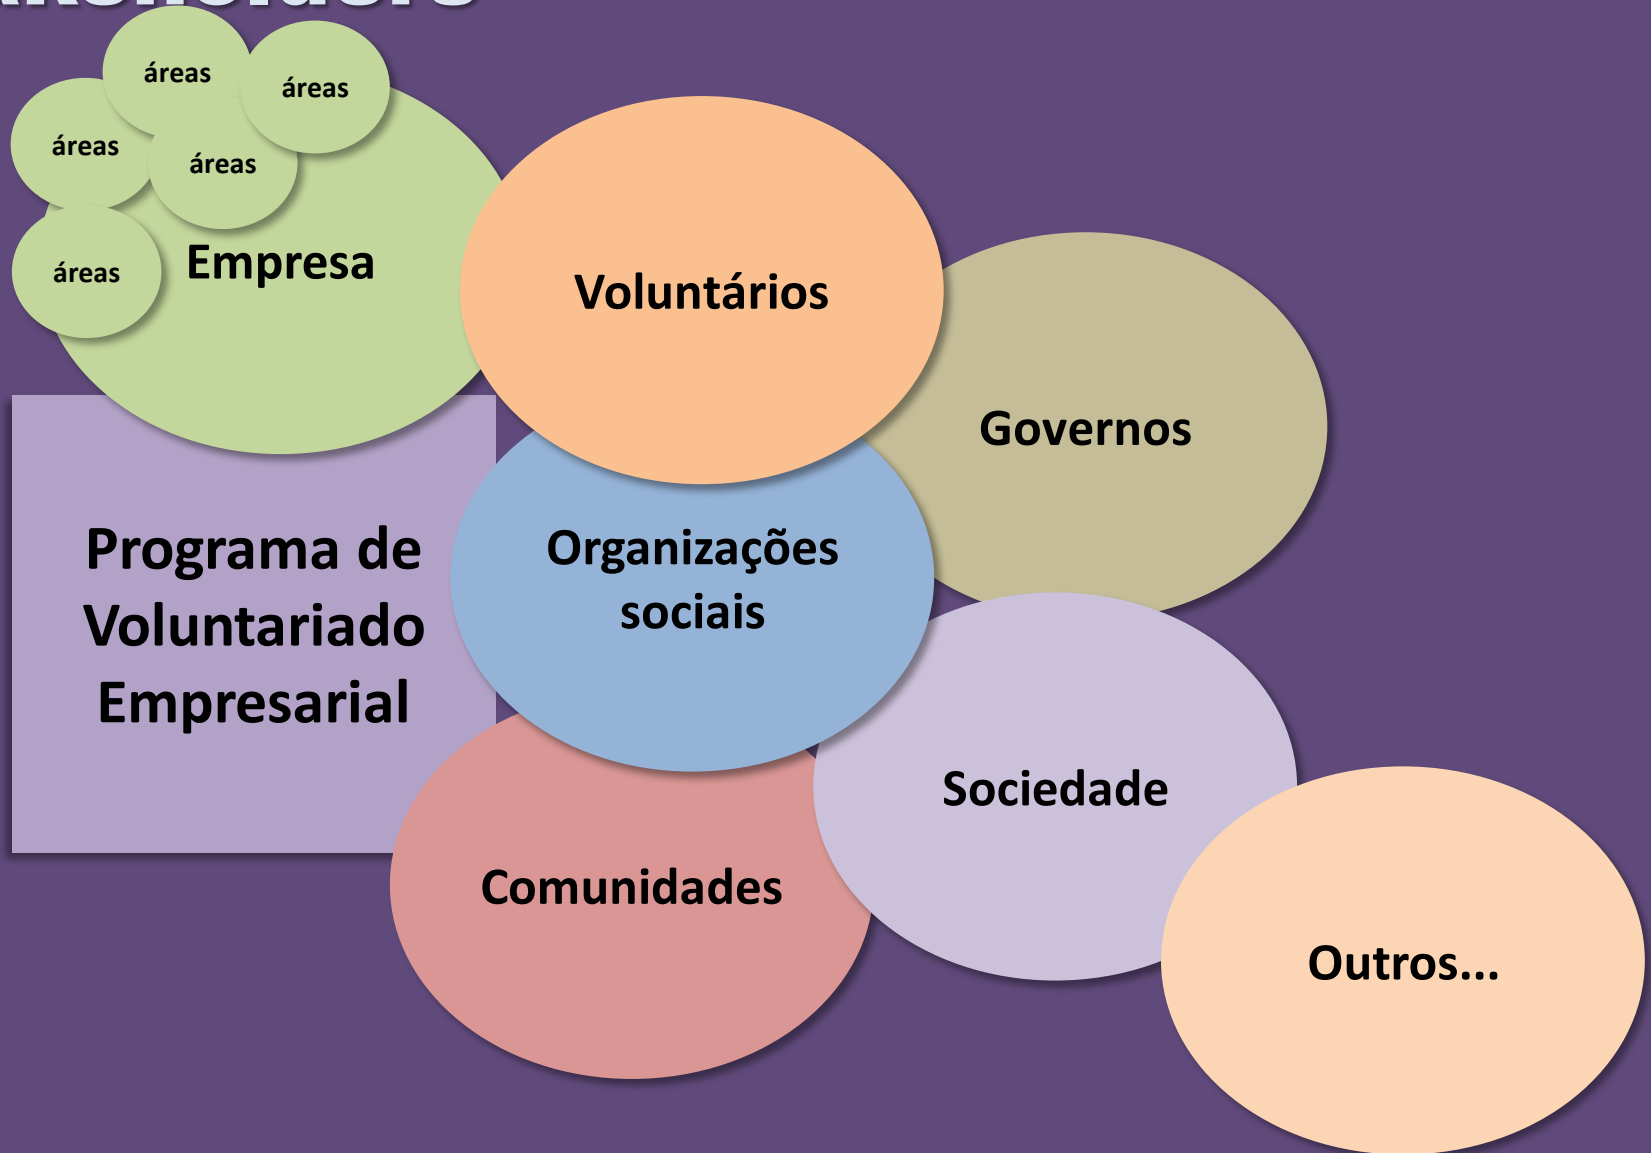 áreas
áreas
áreas
áreas
áreas
Empresa
Voluntários
Governos
Programa de
Voluntariado
Empresarial
Organizações
sociais
Sociedade
Comunidades
Outros...